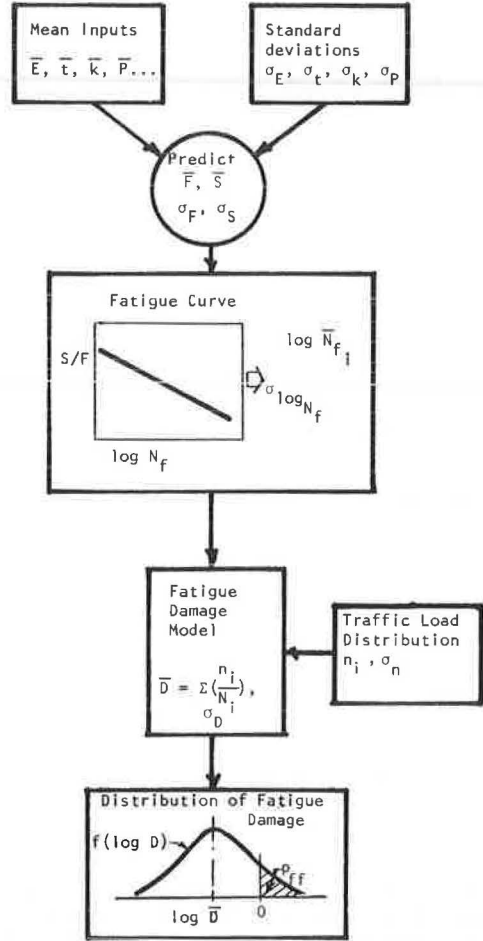 Mean Inputs
E̅, t̅, k̅, P̅...
Standard
deviations
σE, σt, σk, σP
Predict
F̅, S̅
σF, σS
Fatigue Curve
S/F
log N̅fi
σlogNf
log Nf
Fatigue
Damage
Model
D̅ = Σ(ni/Ni),
σD
Traffic Load
Distribution
ni, σn
Distribution of Fatigue
Damage
f(log D)
Pff
log D̅
0